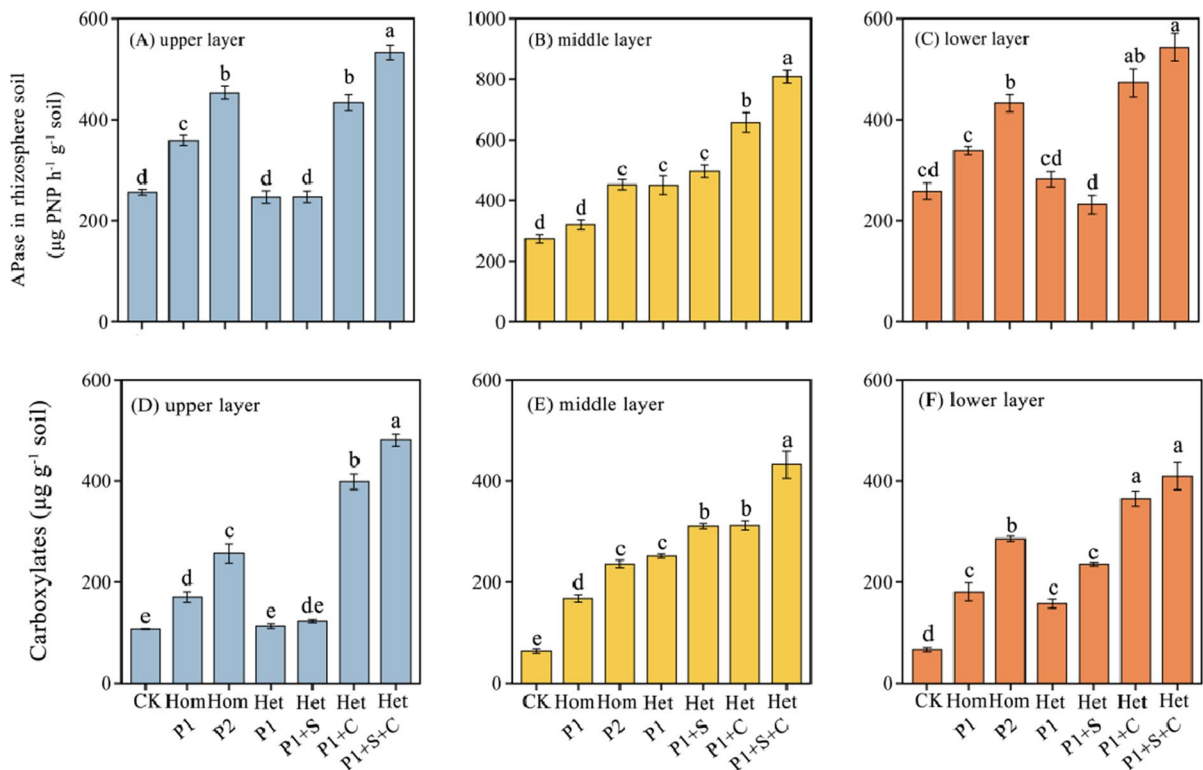 APase in rhizosphere soil
(µg PNP h⁻¹ g⁻¹ soil)
600
400
200
0
(A) upper layer
d
c
b
d
d
b
a
1000
800
600
400
200
0
(B) middle layer
d
d
c
c
c
b
a
600
400
200
0
(C) lower layer
cd
c
b
cd
d
ab
a
Carboxylates (µg g⁻¹ soil)
600
400
200
0
(D) upper layer
e
d
c
e
de
b
a
CK Hom Hom Het Het Het Het
P1 P2 P1 P1+S P1+C P1+S+C
600
400
200
0
(E) middle layer
e
d
c
c
b
b
a
CK Hom Hom Het Het Het Het
P1 P2 P1 P1+S P1+C P1+S+C
600
400
200
0
(F) lower layer
d
c
b
c
c
a
a
CK Hom Hom Het Het Het Het
P1 P2 P1 P1+S P1+C P1+S+C